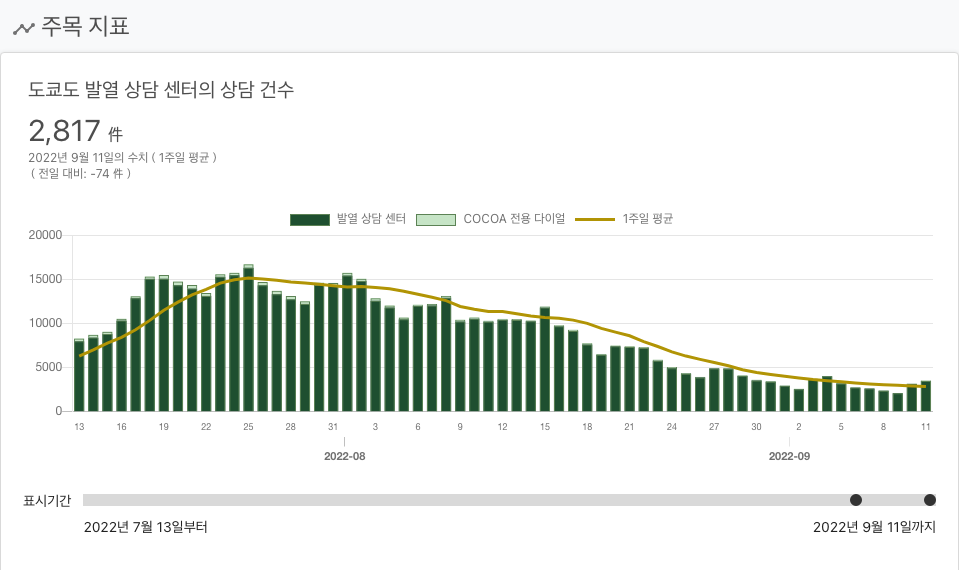 주목 지표
도쿄도 발열 상담 센터의 상담 건수
2,817 件
2022년 9월 11일의 수치 ( 1주일 평균 )
( 전일 대비: -74 件 )
발열 상담 센터 COCOA 전용 다이얼 1주일 평균
20000
15000
10000
5000
0
13 16 19 22 25 28 31 3 6 9 12 15 18 21 24 27 30 2 5 8 11
2022-08 2022-09
표시기간
2022년 7월 13일부터 2022년 9월 11일까지